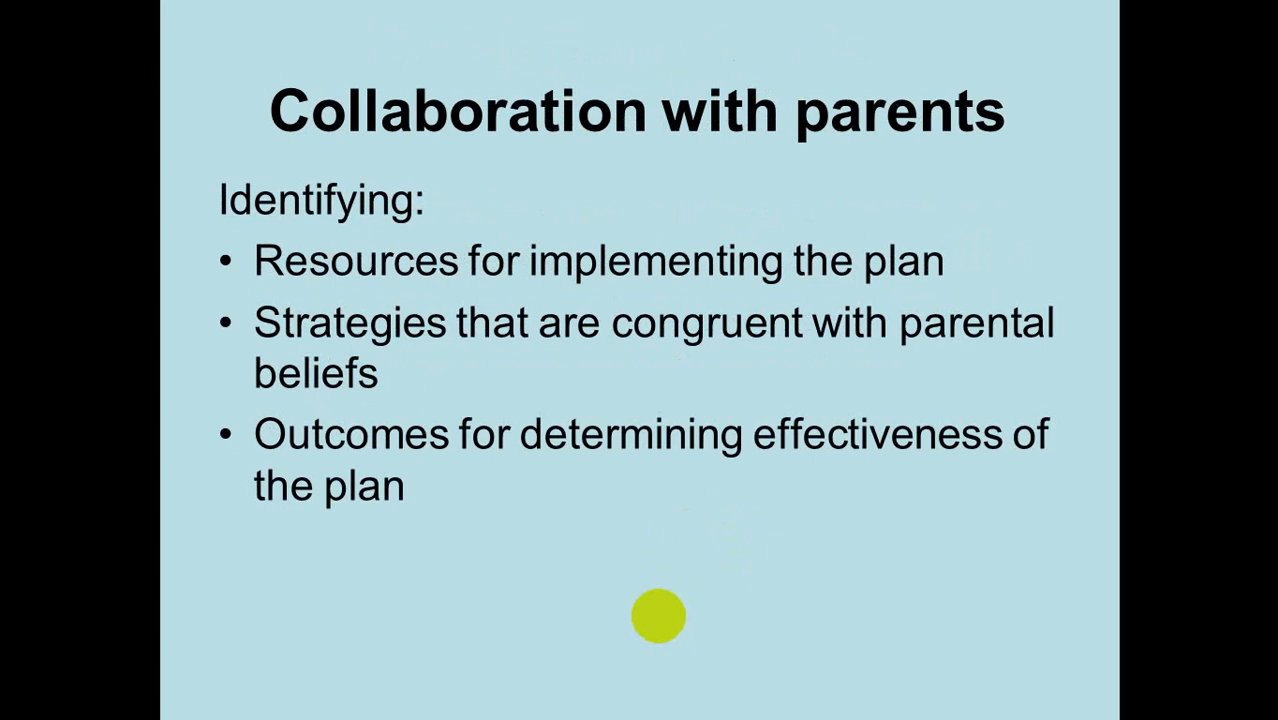 Collaboration with parents
Identifying:
• Resources for implementing the plan
• Strategies that are congruent with parental
beliefs
• Outcomes for determining effectiveness of
the plan